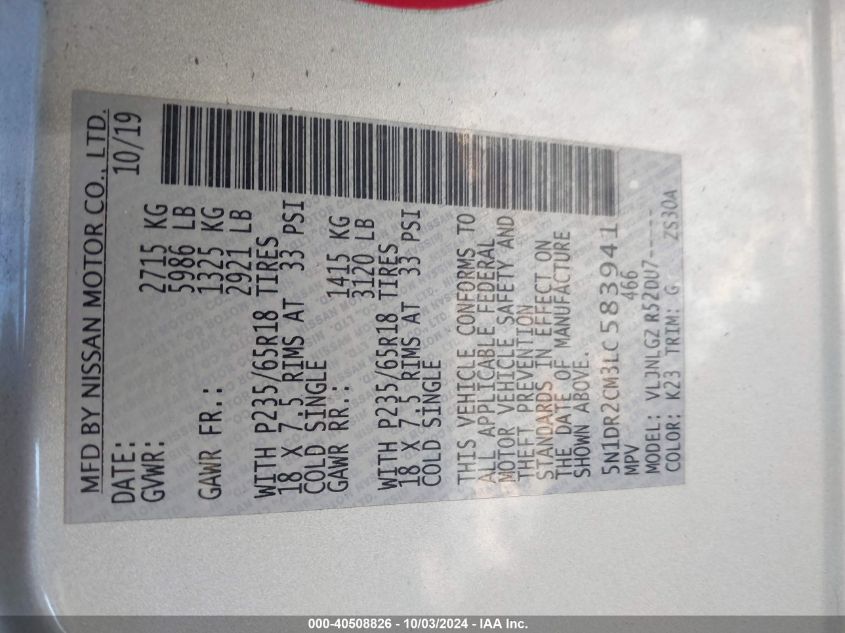 MFD BY NISSAN MOTOR CO., LTD.
DATE: 10/19
GVWR: 2715 KG
5986 LB
GAWR FR.: 1325 KG
2921 LB
WITH P235/65R18 TIRES
18 X 7.5 RIMS AT 33 PSI
COLD SINGLE
GAWR RR.: 1415 KG
3120 LB
WITH P235/65R18 TIRES
18 X 7.5 RIMS AT 33 PSI
COLD SINGLE
THIS VEHICLE CONFORMS TO
ALL APPLICABLE FEDERAL
MOTOR VEHICLE SAFETY AND
THEFT PREVENTION
STANDARDS IN EFFECT ON
THE DATE OF MANUFACTURE
SHOWN ABOVE.
5N1DR2CM3LC583941
MPV 466
MODEL: VLJNLGZ R52DU7-----
COLOR: K23 TRIM: G ZS30A
000-40508826 - 10/03/2024 - IAA Inc.